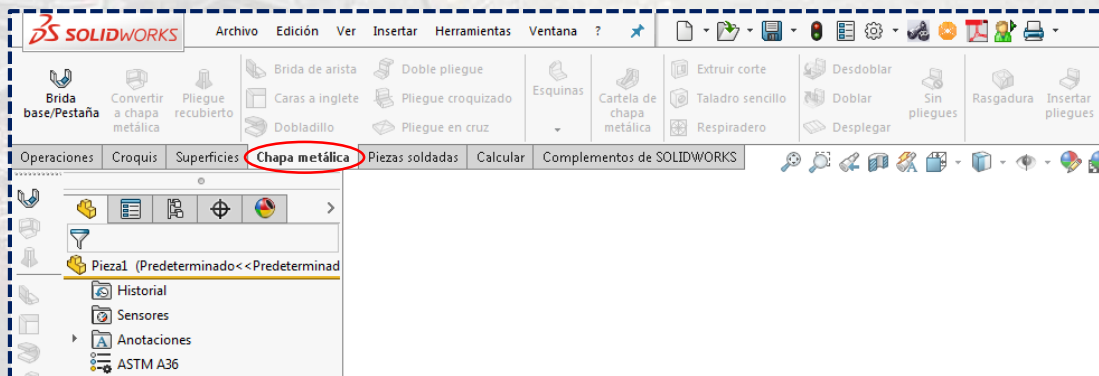 SOLIDWORKS Archivo Edición Ver Insertar Herramientas Ventana ?
Brida base/Pestaña
Convertir a chapa metálica
Pliegue recubierto
Brida de arista
Caras a inglete
Dobladillo
Doble pliegue
Pliegue croquizado
Pliegue en cruz
Esquinas
Cartela de chapa metálica
Extruir corte
Taladro sencillo
Respiradero
Desdoblar
Doblar
Desplegar
Sin pliegues
Rasgadura
Insertar pliegues
Operaciones Croquis Superficies Chapa metálica Piezas soldadas Calcular Complementos de SOLIDWORKS
Pieza1 (Predeterminado<<Predeterminad
Historial
Sensores
A Anotaciones
ASTM A36